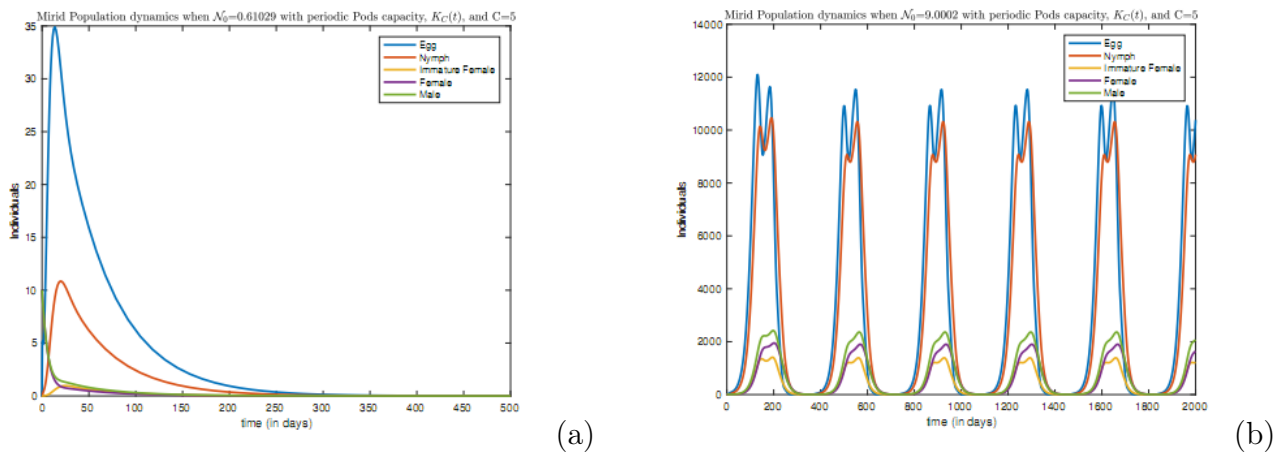 Mirid Population dynamics when 𝒩₀=0.61029 with periodic Pods capacity, K_C(t), and C=5
35
30
25
20
15
10
5
0
Individuals
Egg
Nymph
Immature Female
Female
Male
0 50 100 150 200 250 300 350 400 450 500
time (in days)
(a)
Mirid Population dynamics when 𝒩₀=9.0002 with periodic Pods capacity, K_C(t), and C=5
14000
12000
10000
8000
6000
4000
2000
0
Individuals
Egg
Nymph
Immature Female
Female
Male
0 200 400 600 800 1000 1200 1400 1600 1800 2000
time (in days)
(b)